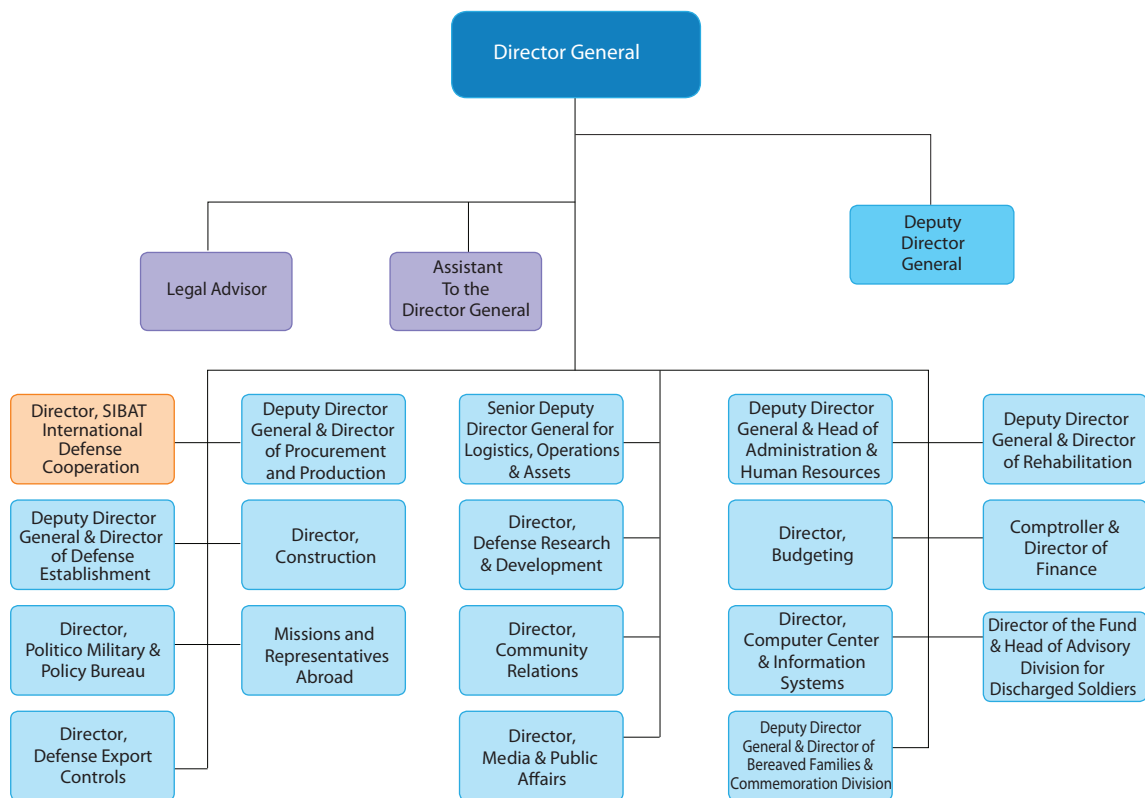 Director General
Deputy
Director
General
Legal Advisor
Assistant
To the
Director General
Director, SIBAT
International
Defense
Cooperation
Deputy Director
General & Director
of Procurement
and Production
Senior Deputy
Director General for
Logistics, Operations
& Assets
Deputy Director
General & Head of
Administration &
Human Resources
Deputy Director
General & Director
of Rehabilitation
Deputy Director
General & Director
of Defense
Establishment
Director,
Construction
Director,
Defense Research
& Development
Director,
Budgeting
Comptroller &
Director of
Finance
Director,
Politico Military &
Policy Bureau
Missions and
Representatives
Abroad
Director,
Community
Relations
Director,
Computer Center
& Information
Systems
Director of the Fund
& Head of Advisory
Division for
Discharged Soldiers
Director,
Defense Export
Controls
Director,
Media & Public
Affairs
Deputy Director
General & Director of
Bereaved Families &
Commemoration Division